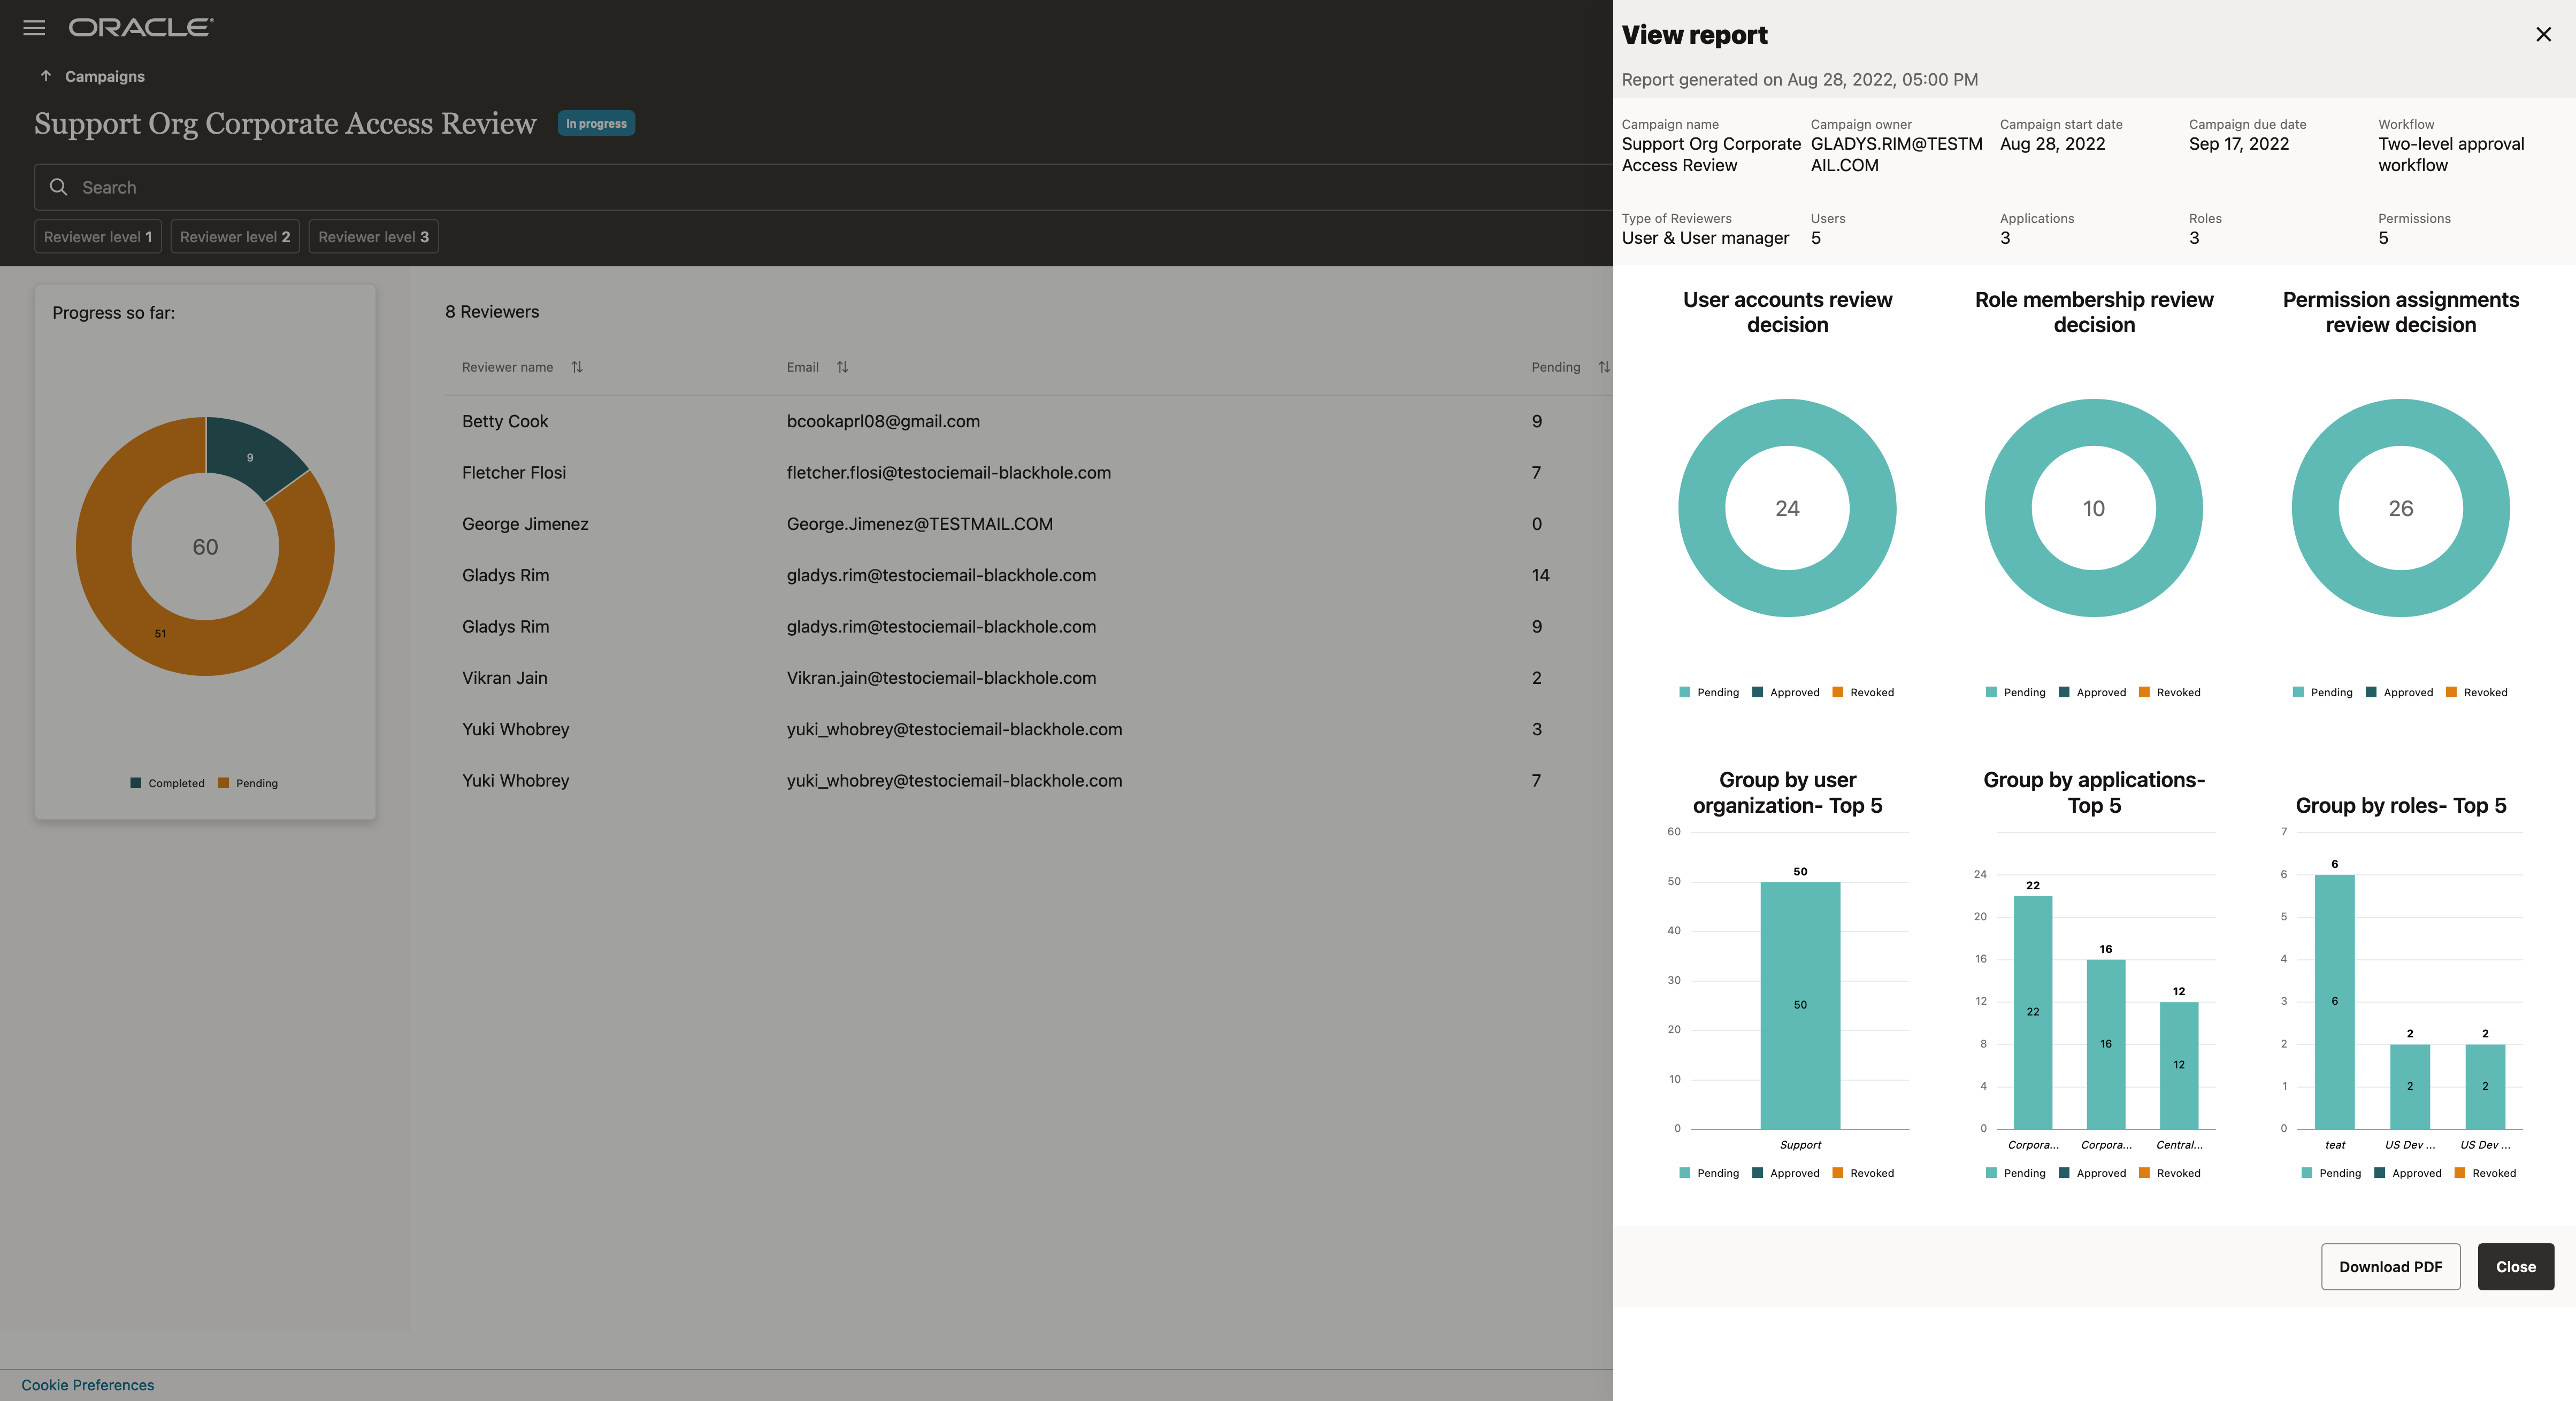 ORACLE
Campaigns
Support Org Corporate Access Review
In progress
Search
Reviewer level 1
Reviewer level 2
Reviewer level 3
Progress so far:
9
60
51
Completed
Pending
8 Reviewers
Reviewer name Email Pending
Betty Cook bcookaprl08@gmail.com 9
Fletcher Flosi fletcher.flosi@testociemail-blackhole.com 7
George Jimenez George.Jimenez@TESTMAIL.COM 0
Gladys Rim gladys.rim@testociemail-blackhole.com 14
Gladys Rim gladys.rim@testociemail-blackhole.com 9
Vikran Jain Vikran.jain@testociemail-blackhole.com 2
Yuki Whobrey yuki_whobrey@testociemail-blackhole.com 3
Yuki Whobrey yuki_whobrey@testociemail-blackhole.com 7
Cookie Preferences
View report
Report generated on Aug 28, 2022, 05:00 PM
Campaign name
Support Org Corporate
Access Review
Campaign owner
GLADYS.RIM@TESTM
AIL.COM
Campaign start date
Aug 28, 2022
Campaign due date
Sep 17, 2022
Workflow
Two-level approval
workflow
Type of Reviewers
User & User manager
Users
5
Applications
3
Roles
3
Permissions
5
User accounts review
decision
24
Pending Approved Revoked
Role membership review
decision
10
Pending Approved Revoked
Permission assignments
review decision
26
Pending Approved Revoked
Group by user
organization- Top 5
60
50
40
30
20
10
0
50
50
Support
Pending Approved Revoked
Group by applications-
Top 5
24
20
16
12
8
4
0
22
22
16
16
12
12
Corpora... Corpora... Central...
Pending Approved Revoked
Group by roles- Top 5
7
6
5
4
3
2
1
0
6
6
2
2
2
2
teat US Dev ... US Dev ...
Pending Approved Revoked
Download PDF
Close